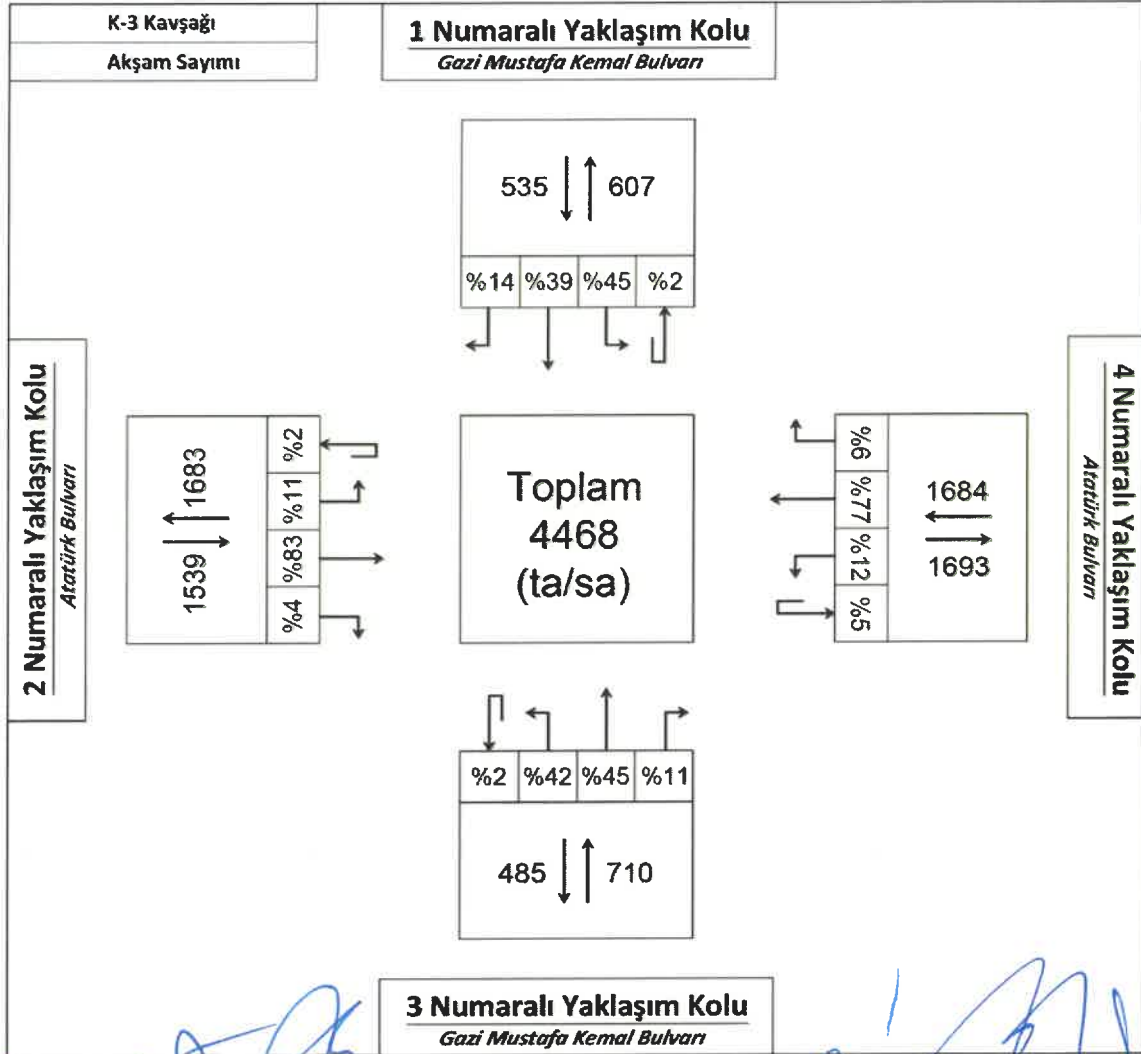 K-3 Kavşağı
Akşam Sayımı
1 Numaralı Yaklaşım Kolu
Gazi Mustafa Kemal Bulvarı
535 607
%14 %39 %45 %2
2 Numaralı Yaklaşım Kolu
Atatürk Bulvarı
1683
1539
%2
%11
%83
%4
Toplam
4468
(ta/sa)
%6
%77
%12
%5
1684
1693
4 Numaralı Yaklaşım Kolu
Atatürk Bulvarı
%2 %42 %45 %11
485 710
3 Numaralı Yaklaşım Kolu
Gazi Mustafa Kemal Bulvarı